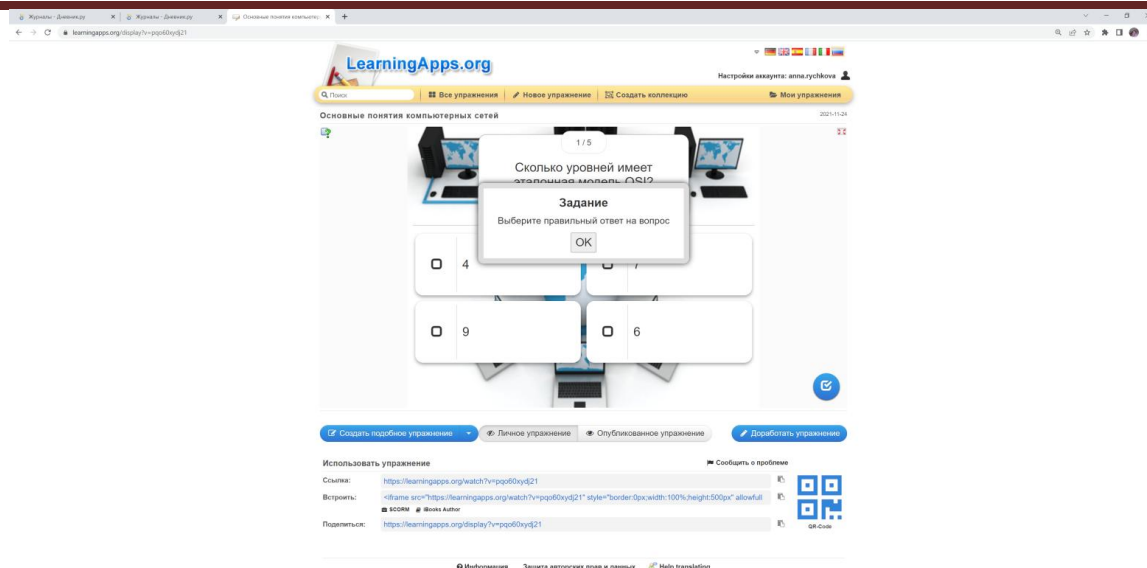 Журналы - Дневник.ру
Журналы - Дневник.ру
Основные понятия компьютер
learningapps.org/display?v=pqo60xydj21
LearningApps.org
Настройки аккаунта: anna.rychkova
Поиск
Все упражнения
Новое упражнение
Создать коллекцию
Мои упражнения
Основные понятия компьютерных сетей
2021-11-24
1 / 5
Сколько уровней имеет
эталонная модель OSI?
Задание
Выберите правильный ответ на вопрос
OK
4
7
9
6
Создать подобное упражнение
Личное упражнение
Опубликованное упражнение
Доработать упражнение
Использовать упражнение
Сообщить о проблеме
Ссылка: https://learningapps.org/watch?v=pqo60xydj21
Встроить: <iframe src="https://learningapps.org/watch?v=pqo60xydj21" style="border:0px;width:100%;height:500px" allowfull
SCORM iBooks Author
Поделиться: https://learningapps.org/display?v=pqo60xydj21
QR-Code
Информация Защита авторских прав и данных Help translating